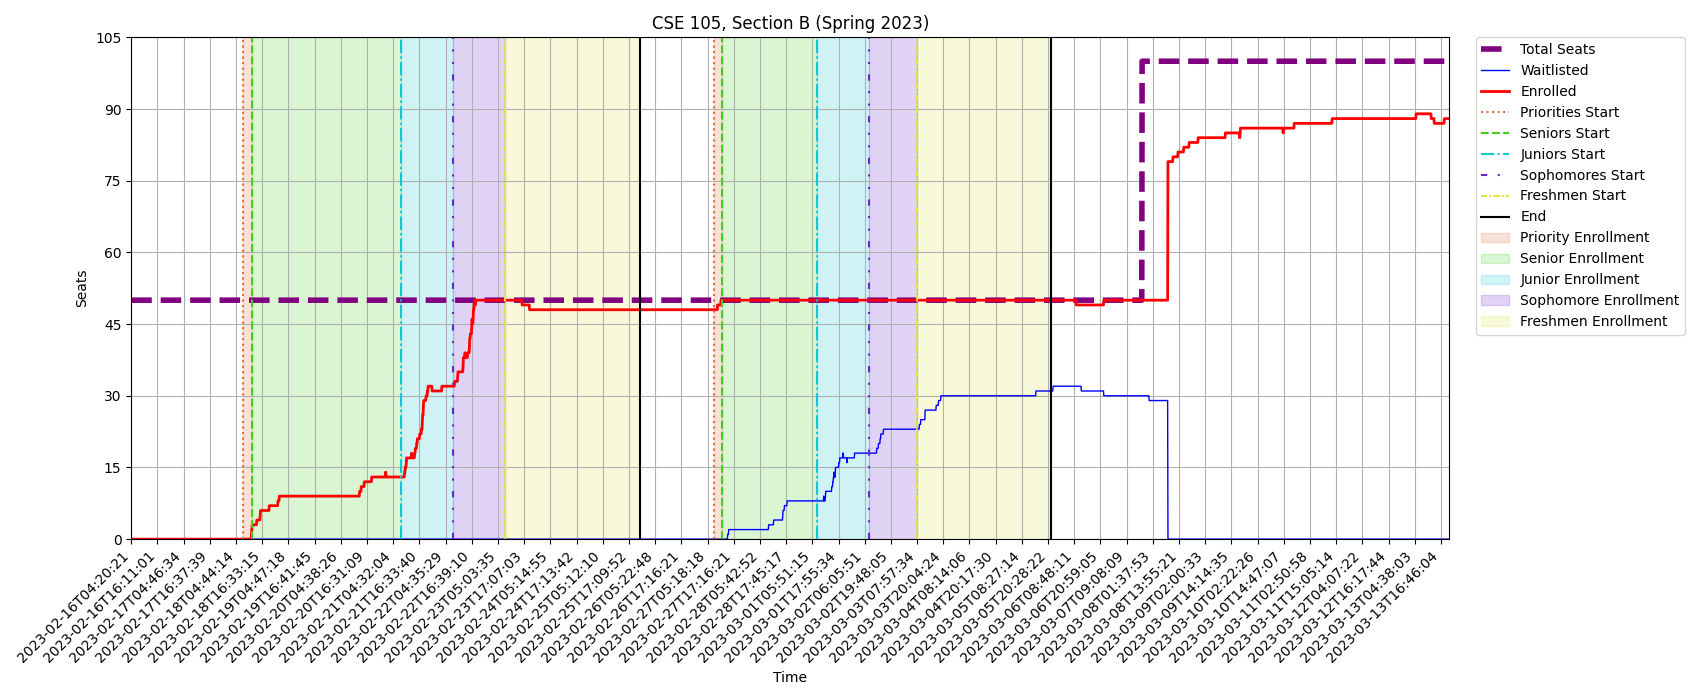 CSE 105, Section B (Spring 2023)
105
90
75
60
45
30
15
0
Seats
2023-02-16T04:20:21
2023-02-16T16:11:01
2023-02-17T04:46:34
2023-02-17T16:37:39
2023-02-18T04:44:14
2023-02-18T16:33:15
2023-02-19T04:47:18
2023-02-19T16:41:45
2023-02-20T04:38:26
2023-02-20T16:31:09
2023-02-21T04:32:04
2023-02-21T16:33:40
2023-02-22T04:35:29
2023-02-22T16:39:10
2023-02-23T05:03:35
2023-02-23T17:07:03
2023-02-24T05:14:55
2023-02-24T17:13:42
2023-02-25T05:12:10
2023-02-25T17:09:52
2023-02-26T05:22:48
2023-02-26T17:16:21
2023-02-27T05:18:18
2023-02-27T17:16:21
2023-02-28T05:42:52
2023-02-28T17:45:17
2023-03-01T05:51:15
2023-03-01T17:55:34
2023-03-02T06:05:51
2023-03-02T19:48:05
2023-03-03T07:57:34
2023-03-03T20:04:24
2023-03-04T08:14:06
2023-03-04T20:17:30
2023-03-05T08:27:14
2023-03-05T20:28:22
2023-03-06T08:48:11
2023-03-06T20:59:05
2023-03-07T09:08:09
2023-03-08T01:37:53
2023-03-08T13:55:21
2023-03-09T02:00:33
2023-03-09T14:14:35
2023-03-10T02:22:26
2023-03-10T14:47:07
2023-03-11T02:50:58
2023-03-11T15:05:14
2023-03-12T04:07:22
2023-03-12T16:17:44
2023-03-13T04:38:03
2023-03-13T16:46:04
Time
Total Seats
Waitlisted
Enrolled
Priorities Start
Seniors Start
Juniors Start
Sophomores Start
Freshmen Start
End
Priority Enrollment
Senior Enrollment
Junior Enrollment
Sophomore Enrollment
Freshmen Enrollment